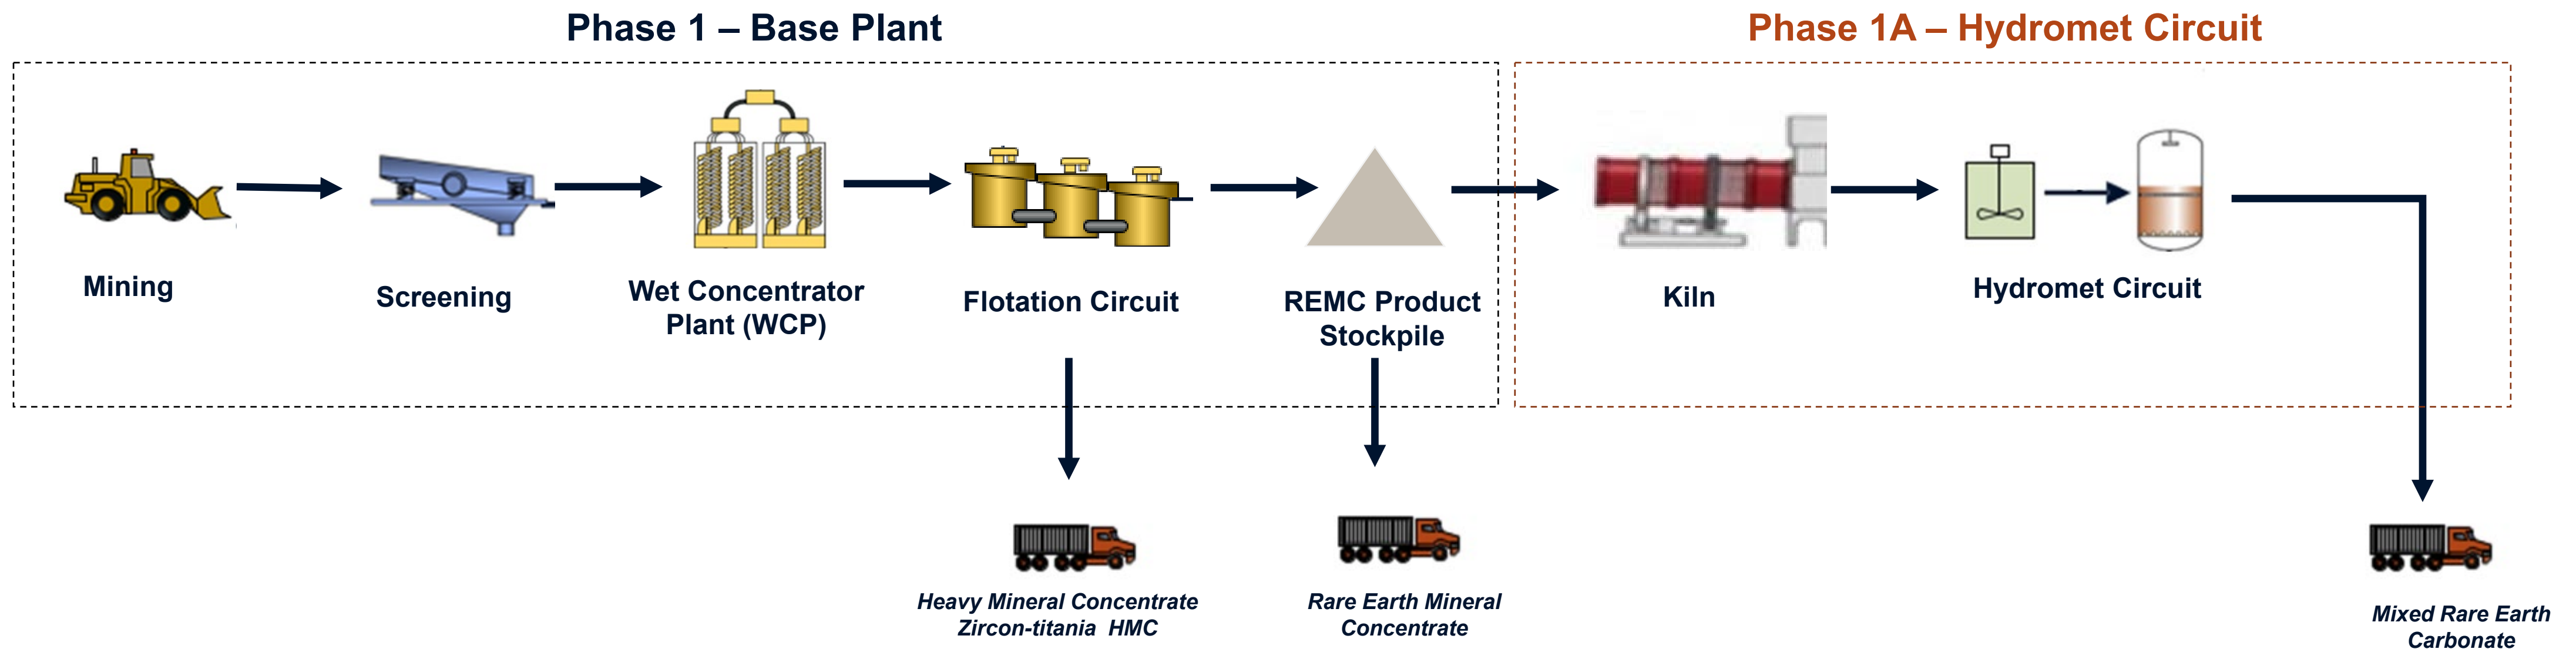 Phase 1 – Base Plant
Phase 1A – Hydromet Circuit
Mining
Screening
Wet Concentrator
Plant (WCP)
Flotation Circuit
REMC Product
Stockpile
Kiln
Hydromet Circuit
Heavy Mineral Concentrate
Zircon-titania HMC
Rare Earth Mineral
Concentrate
Mixed Rare Earth
Carbonate